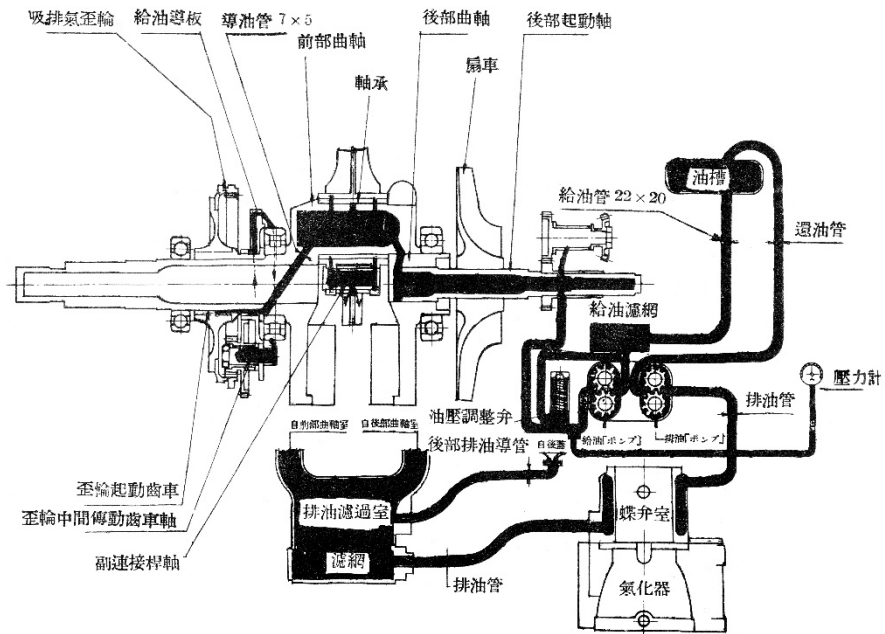 吸排氣歪輪
給油導板
導油管 7×5
前部曲軸
軸承
後部曲軸
扇車
後部起動軸
油槽
給油管 22×20
還油管
給油濾網
壓力計
排油管
油壓調整弁
後部排油導管
給油「ポンプ」
排油「ポンプ」
自前部曲軸室
自後部曲軸室
自後蓋
歪輪起動齒車
歪輪中間傳動齒車軸
副連接桿軸
排油濾過室
濾網
排油管
蝶弁室
氣化器